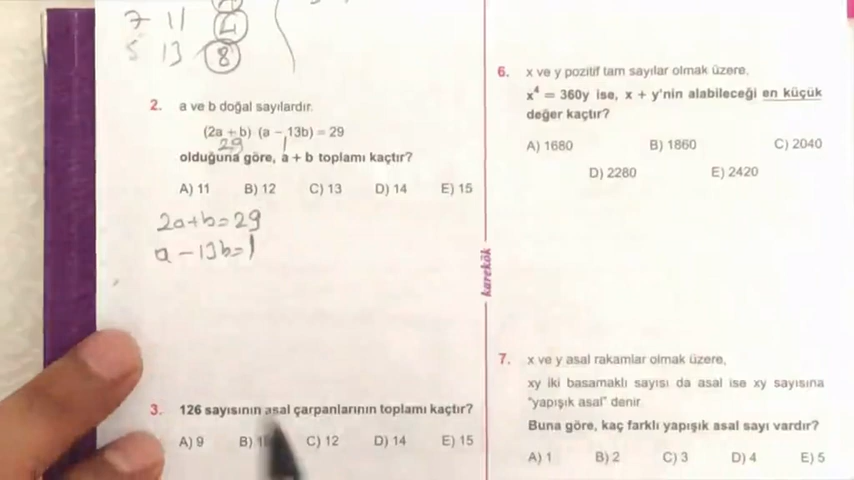 7 11
5 13 8
2. a ve b doğal sayılardır.
(2a + b) (a – 13b) = 29
29 1
olduğuna göre, a + b toplamı kaçtır?
A) 11 B) 12 C) 13 D) 14 E) 15
2a+b=29
a - 13b=1
3. 126 sayısının asal çarpanlarının toplamı kaçtır?
A) 9 B) C) 12 D) 14 E) 15
karekök
6. x ve y pozitif tam sayılar olmak üzere,
x⁴ = 360y ise, x + y'nin alabileceği en küçük
değer kaçtır?
A) 1680 B) 1860 C) 2040
D) 2280 E) 2420
7. x ve y asal rakamlar olmak üzere,
xy iki basamaklı sayısı da asal ise xy sayısına
"yapışık asal" denir.
Buna göre, kaç farklı yapışık asal sayı vardır?
A) 1 B) 2 C) 3 D) 4 E) 5